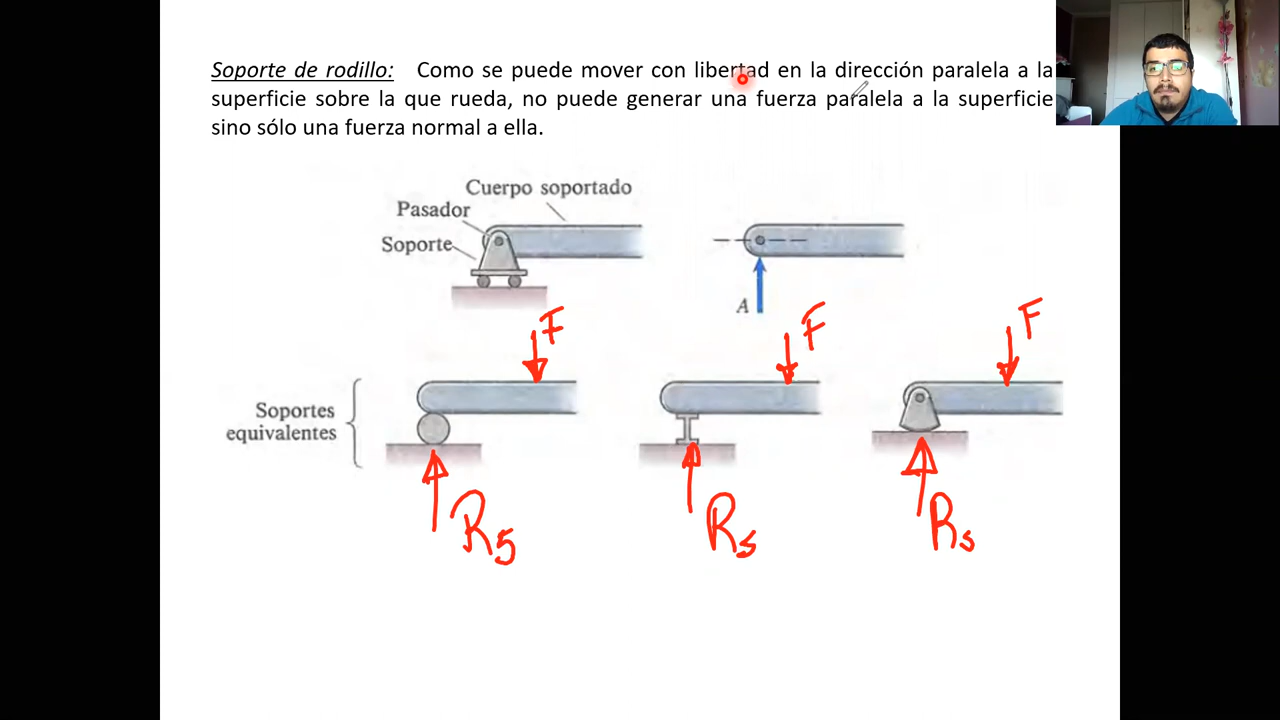 Soporte de rodillo: Como se puede mover con libertad en la dirección paralela a la
superficie sobre la que rueda, no puede generar una fuerza paralela a la superficie
sino sólo una fuerza normal a ella.
Cuerpo soportado
Pasador
Soporte
A
F
F
F
Soportes
equivalentes
R5
Rs
Rs